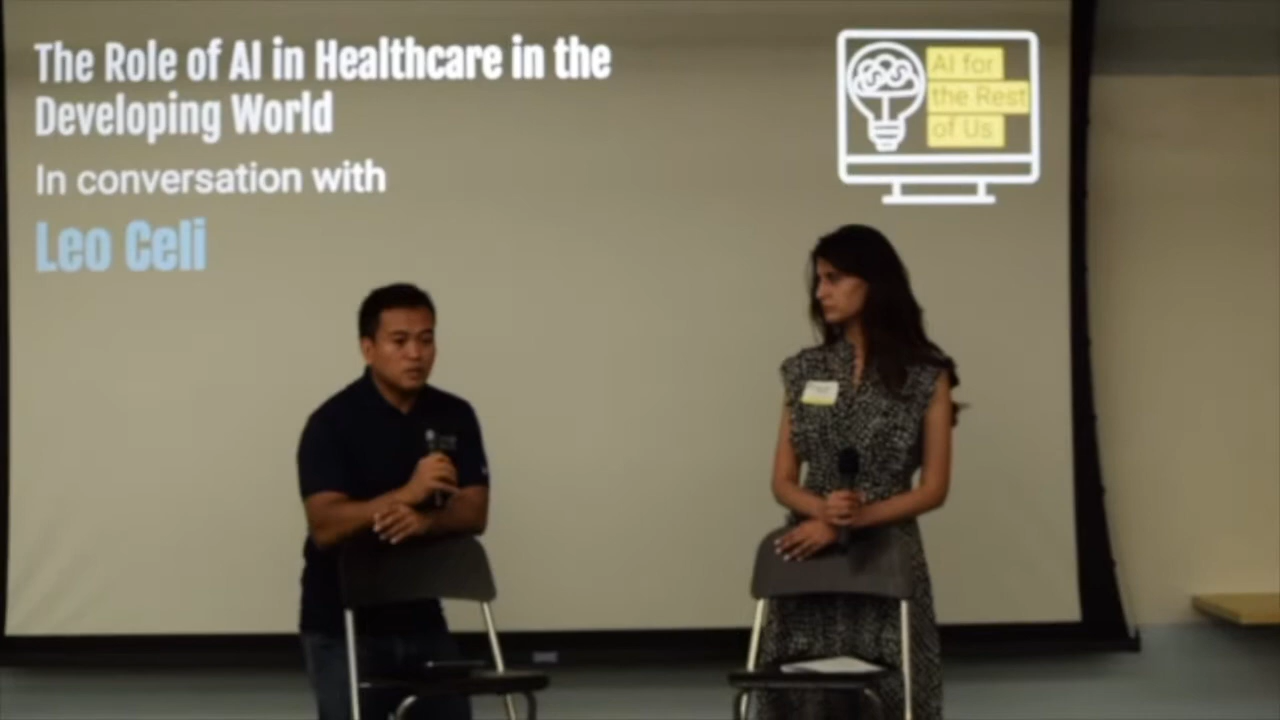 The Role of AI in Healthcare in the
Developing World
In conversation with
Leo Celi
AI for
the Rest
of Us